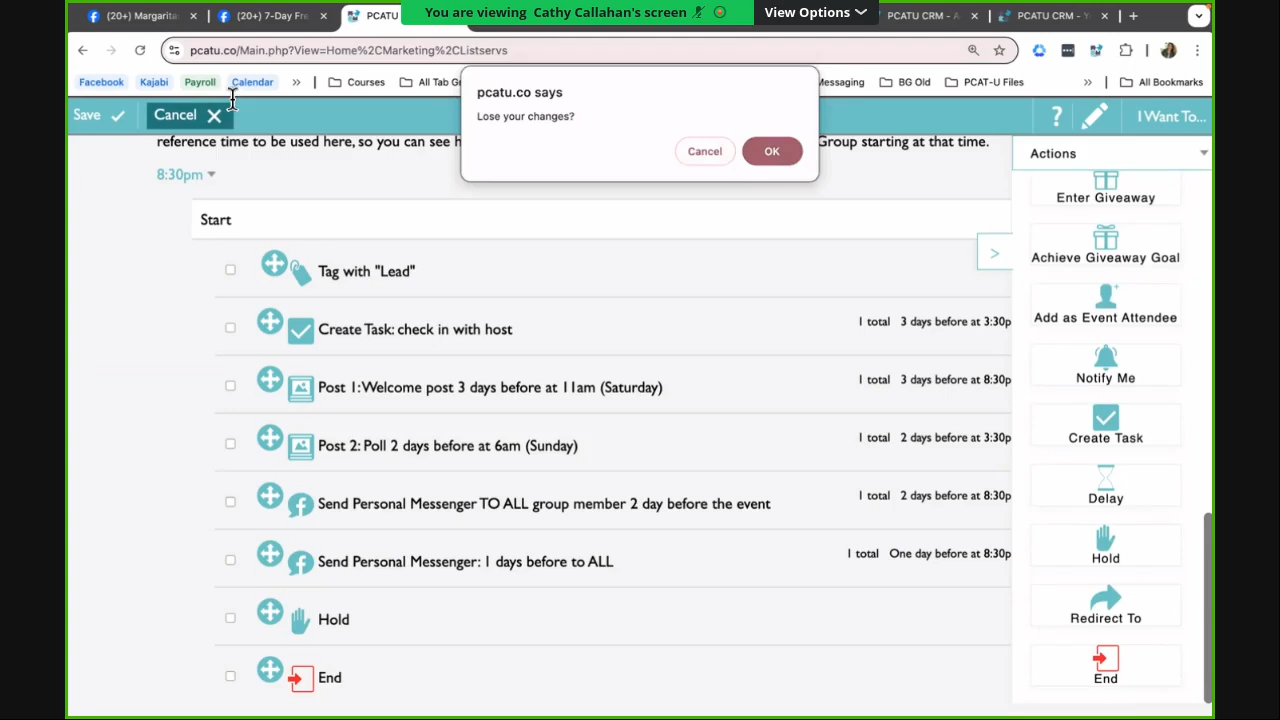 You are viewing Cathy Callahan's screen
View Options
(20+) Margarita
(20+) 7-Day Fre
PCATU
PCATU CRM - A
PCATU CRM - Y
pcatu.co/Main.php?View=Home%2CMarketing%2CListservs
Facebook
Kajabi
Payroll
Calendar
Courses
All Tab Gr
Messaging
BG Old
PCAT-U Files
All Bookmarks
pcatu.co says
Lose your changes?
Cancel
OK
Save
Cancel
?
I Want To...
reference time to be used here, so you can see h
Group starting at that time.
8:30pm
Start
Tag with "Lead"
Create Task: check in with host
1 total 3 days before at 3:30p
Post 1: Welcome post 3 days before at 11am (Saturday)
1 total 3 days before at 8:30p
Post 2: Poll 2 days before at 6am (Sunday)
1 total 2 days before at 3:30p
Send Personal Messenger TO ALL group member 2 day before the event
1 total 2 days before at 8:30p
Send Personal Messenger: 1 days before to ALL
1 total One day before at 8:30p
Hold
End
Actions
Enter Giveaway
Achieve Giveaway Goal
Add as Event Attendee
Notify Me
Create Task
Delay
Hold
Redirect To
End